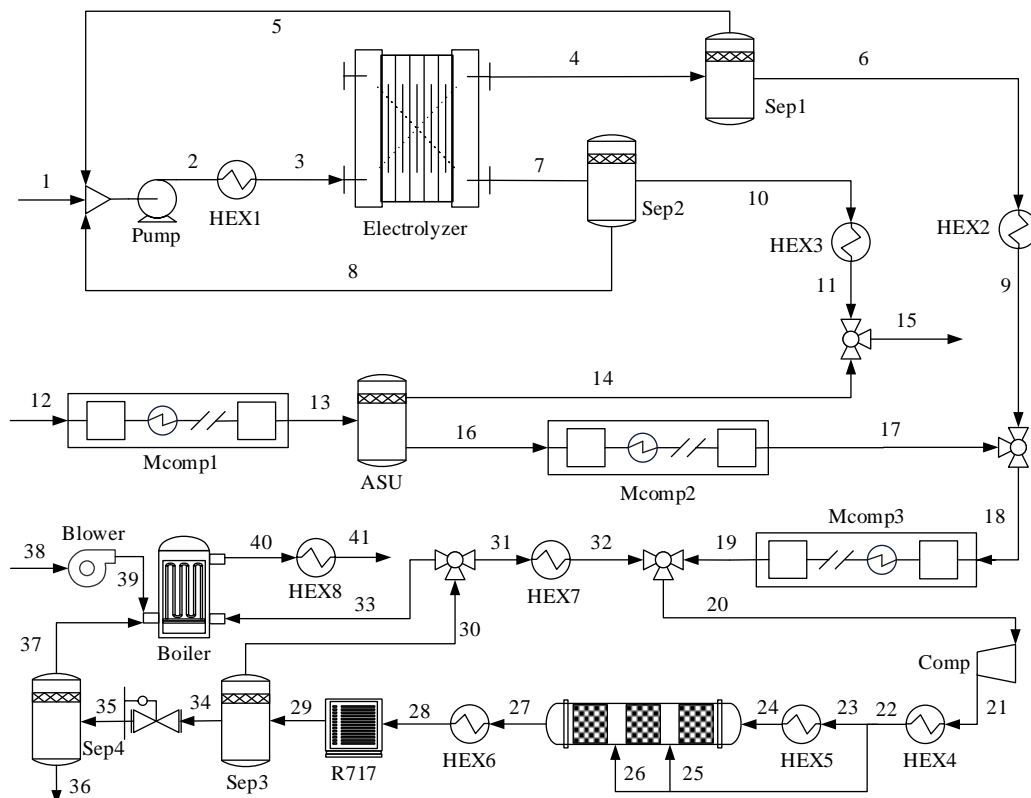 5
4
6
Sep1
1
2
3
7
10
HEX1
Pump
Electrolyzer
Sep2
HEX3
HEX2
8
11
9
15
12
13
14
16
17
Mcomp1
ASU
Mcomp2
18
Blower
Mcomp3
38
40
41
31
32
19
39
HEX8
HEX7
33
20
37
30
Boiler
Comp
35
34
29
28
27
24
23
22
21
Sep4
Sep3
R717
HEX6
HEX5
HEX4
36
26
25